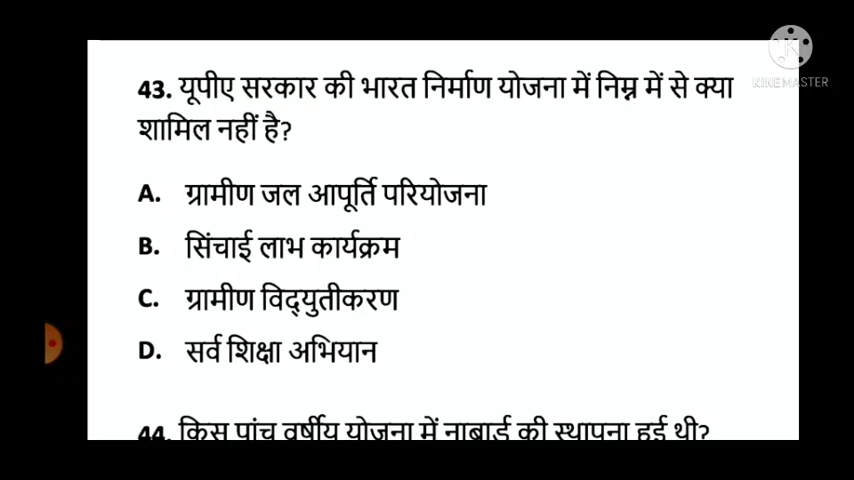 KINEMASTER
43. यूपीए सरकार की भारत निर्माण योजना में निम्न में से क्या
शामिल नहीं है?
A. ग्रामीण जल आपूर्ति परियोजना
B. सिंचाई लाभ कार्यक्रम
C. ग्रामीण विद्युतीकरण
D. सर्व शिक्षा अभियान
44. किस पांच वर्षीय योजना में नाबार्ड की स्थापना हुई थी?